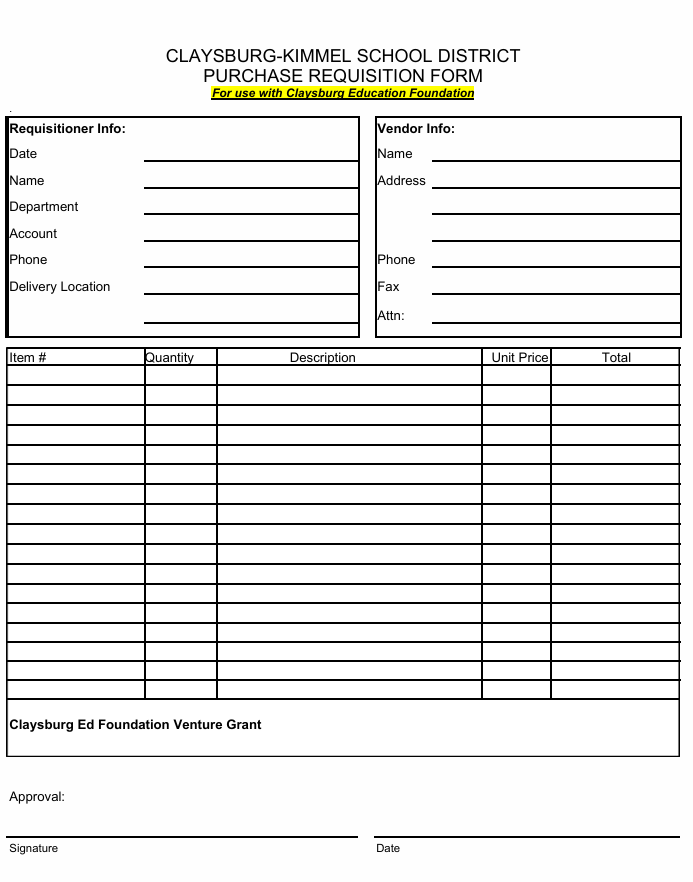 CLAYSBURG-KIMMEL SCHOOL DISTRICT
PURCHASE REQUISITION FORM
For use with Claysburg Education Foundation
.
Requisitioner Info:
Date
Name
Department
Account
Phone
Delivery Location
Vendor Info:
Name
Address
Phone
Fax
Attn:
Item # Quantity Description Unit Price Total
Claysburg Ed Foundation Venture Grant
Approval:
Signature Date